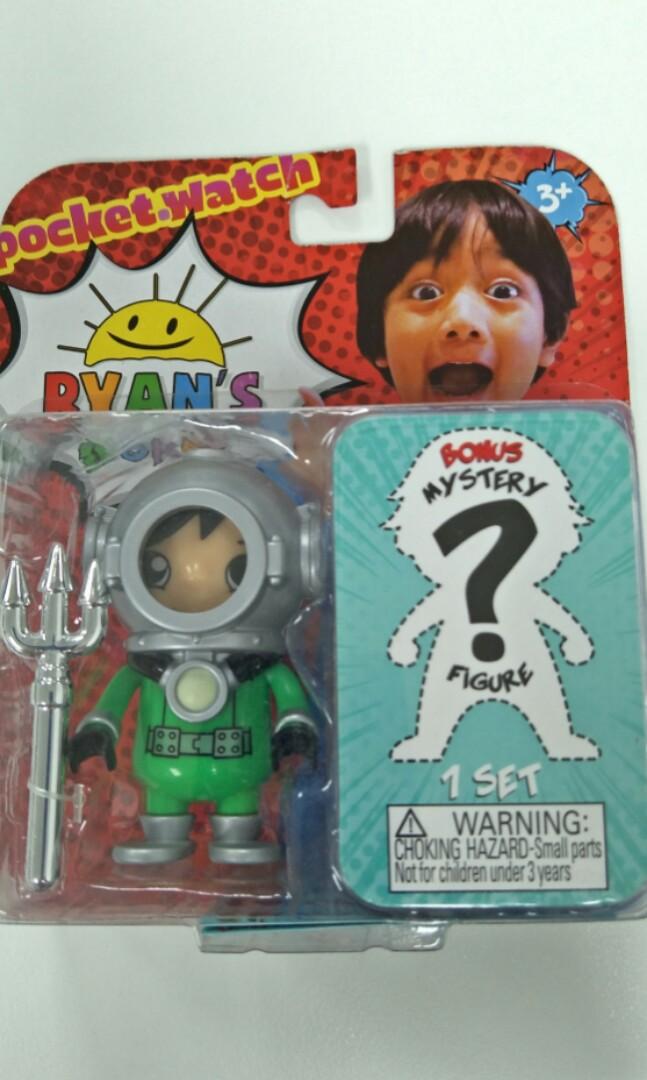 pocket.watch
3+
RYAN'S
BONUS
MYSTERY
?
FIGURE
1 SET
WARNING:
CHOKING HAZARD-Small parts
Not for children under 3 years